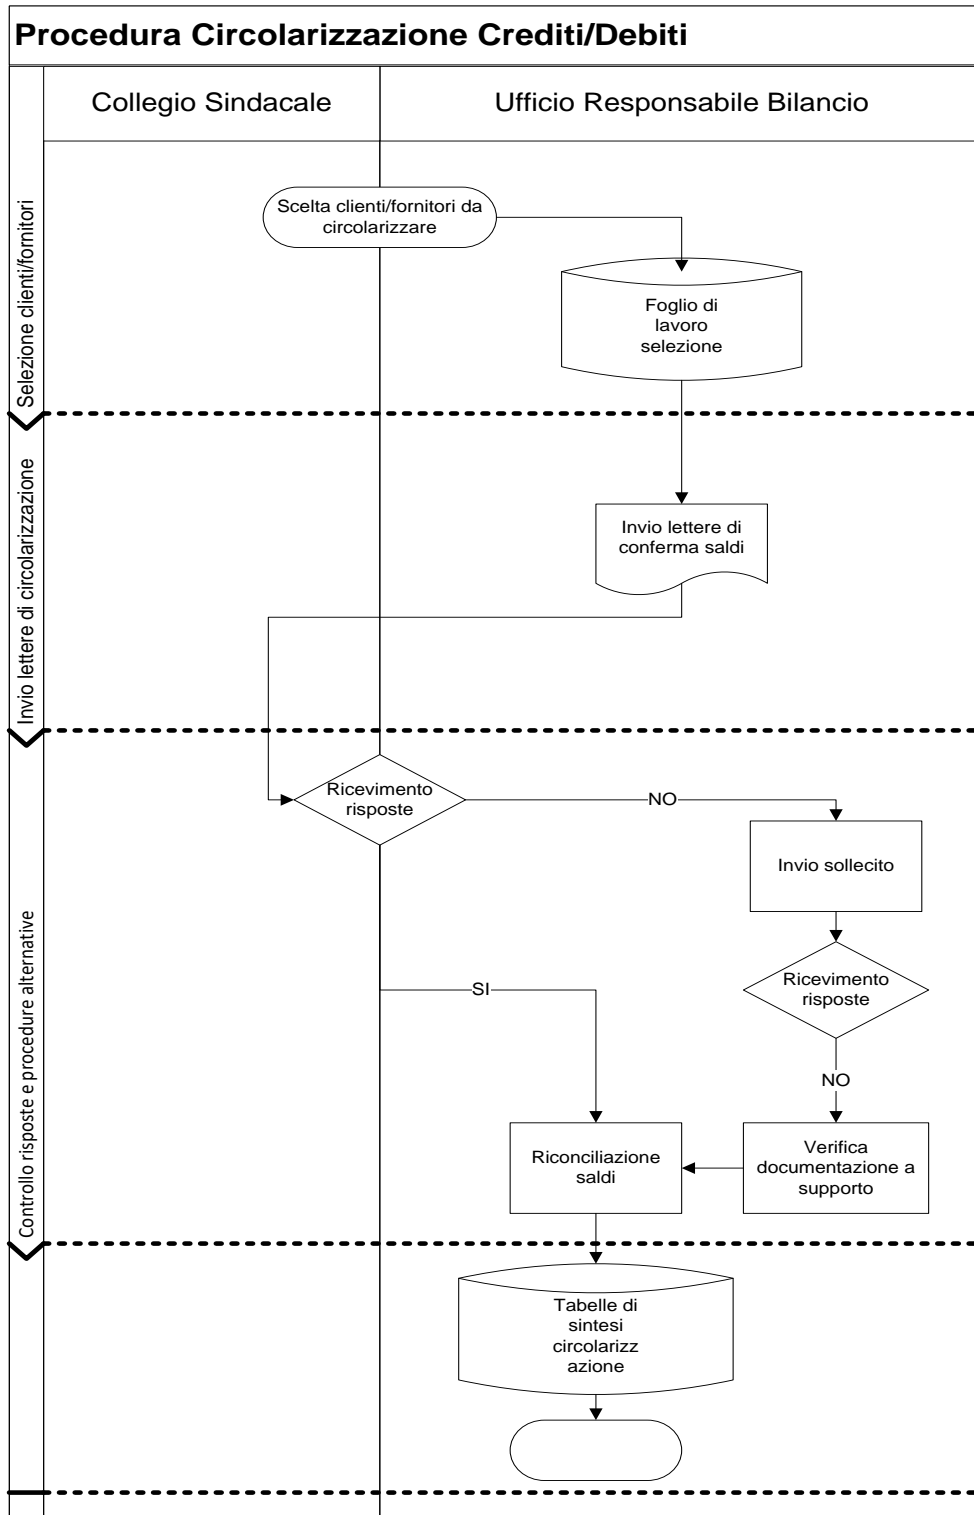 Procedura Circolarizzazione Crediti/Debiti
Collegio Sindacale
Ufficio Responsabile Bilancio
Selezione clienti/fornitori
Scelta clienti/fornitori da
circolarizzare
Foglio di
lavoro
selezione
Invio lettere di circolarizzazione
Invio lettere di
conferma saldi
Controllo risposte e procedure alternative
Ricevimento
risposte
NO
Invio sollecito
Ricevimento
risposte
SI
NO
Riconciliazione
saldi
Verifica
documentazione a
supporto
Tabelle di
sintesi
circolarizz
azione